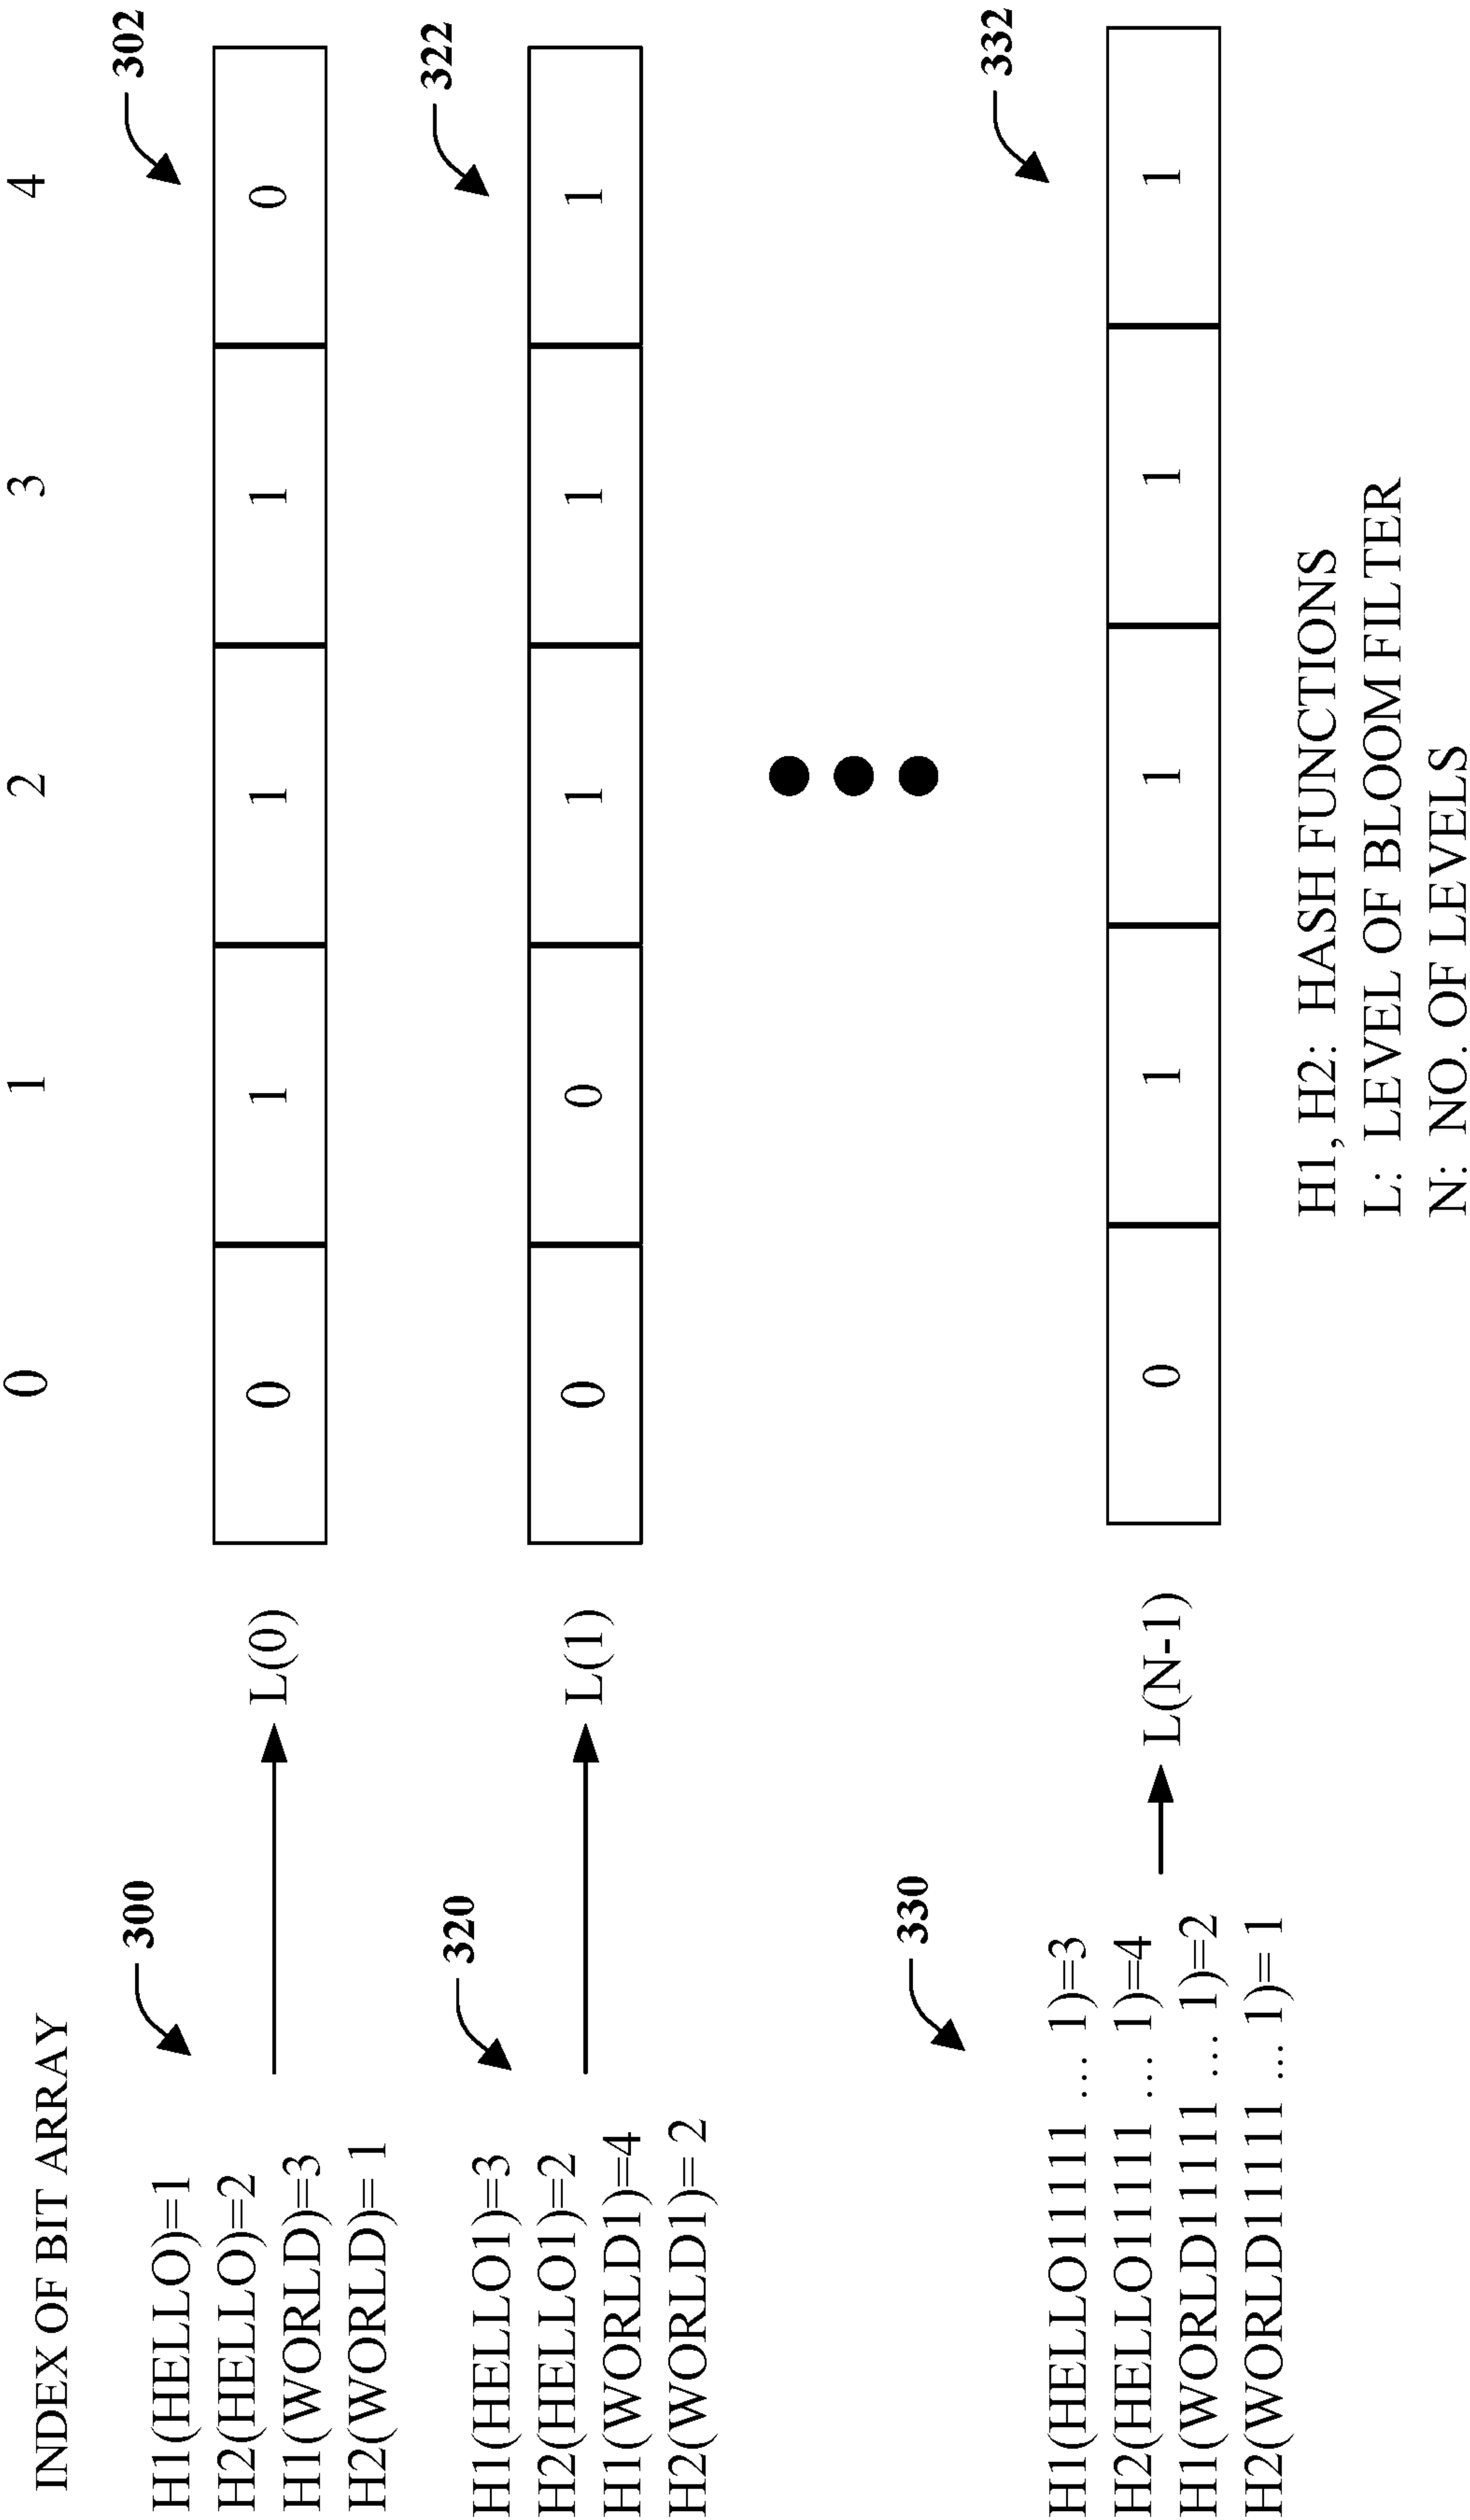 INDEX OF BIT ARRAY 0 1 2 3 4
300
302
H1(HELLO)=1
H2(HELLO)=2
H1(WORLD)=3
H2(WORLD)=1
L(0) 0 1 1 1 0
320
322
H1(HELLO1)=3
H2(HELLO1)=2
H1(WORLD1)=4
H2(WORLD1)=2
L(1) 0 0 1 1 1
330
332
H1(HELLO11111 ... 1)=3
H2(HELLO11111 ... 1)=4
H1(WORLD11111 ... 1)=2
H2(WORLD11111 ... 1)=1
L(N-1) 0 1 1 1 1
H1, H2: HASH FUNCTIONS
L: LEVEL OF BLOOM FILTER
N: NO. OF LEVELS